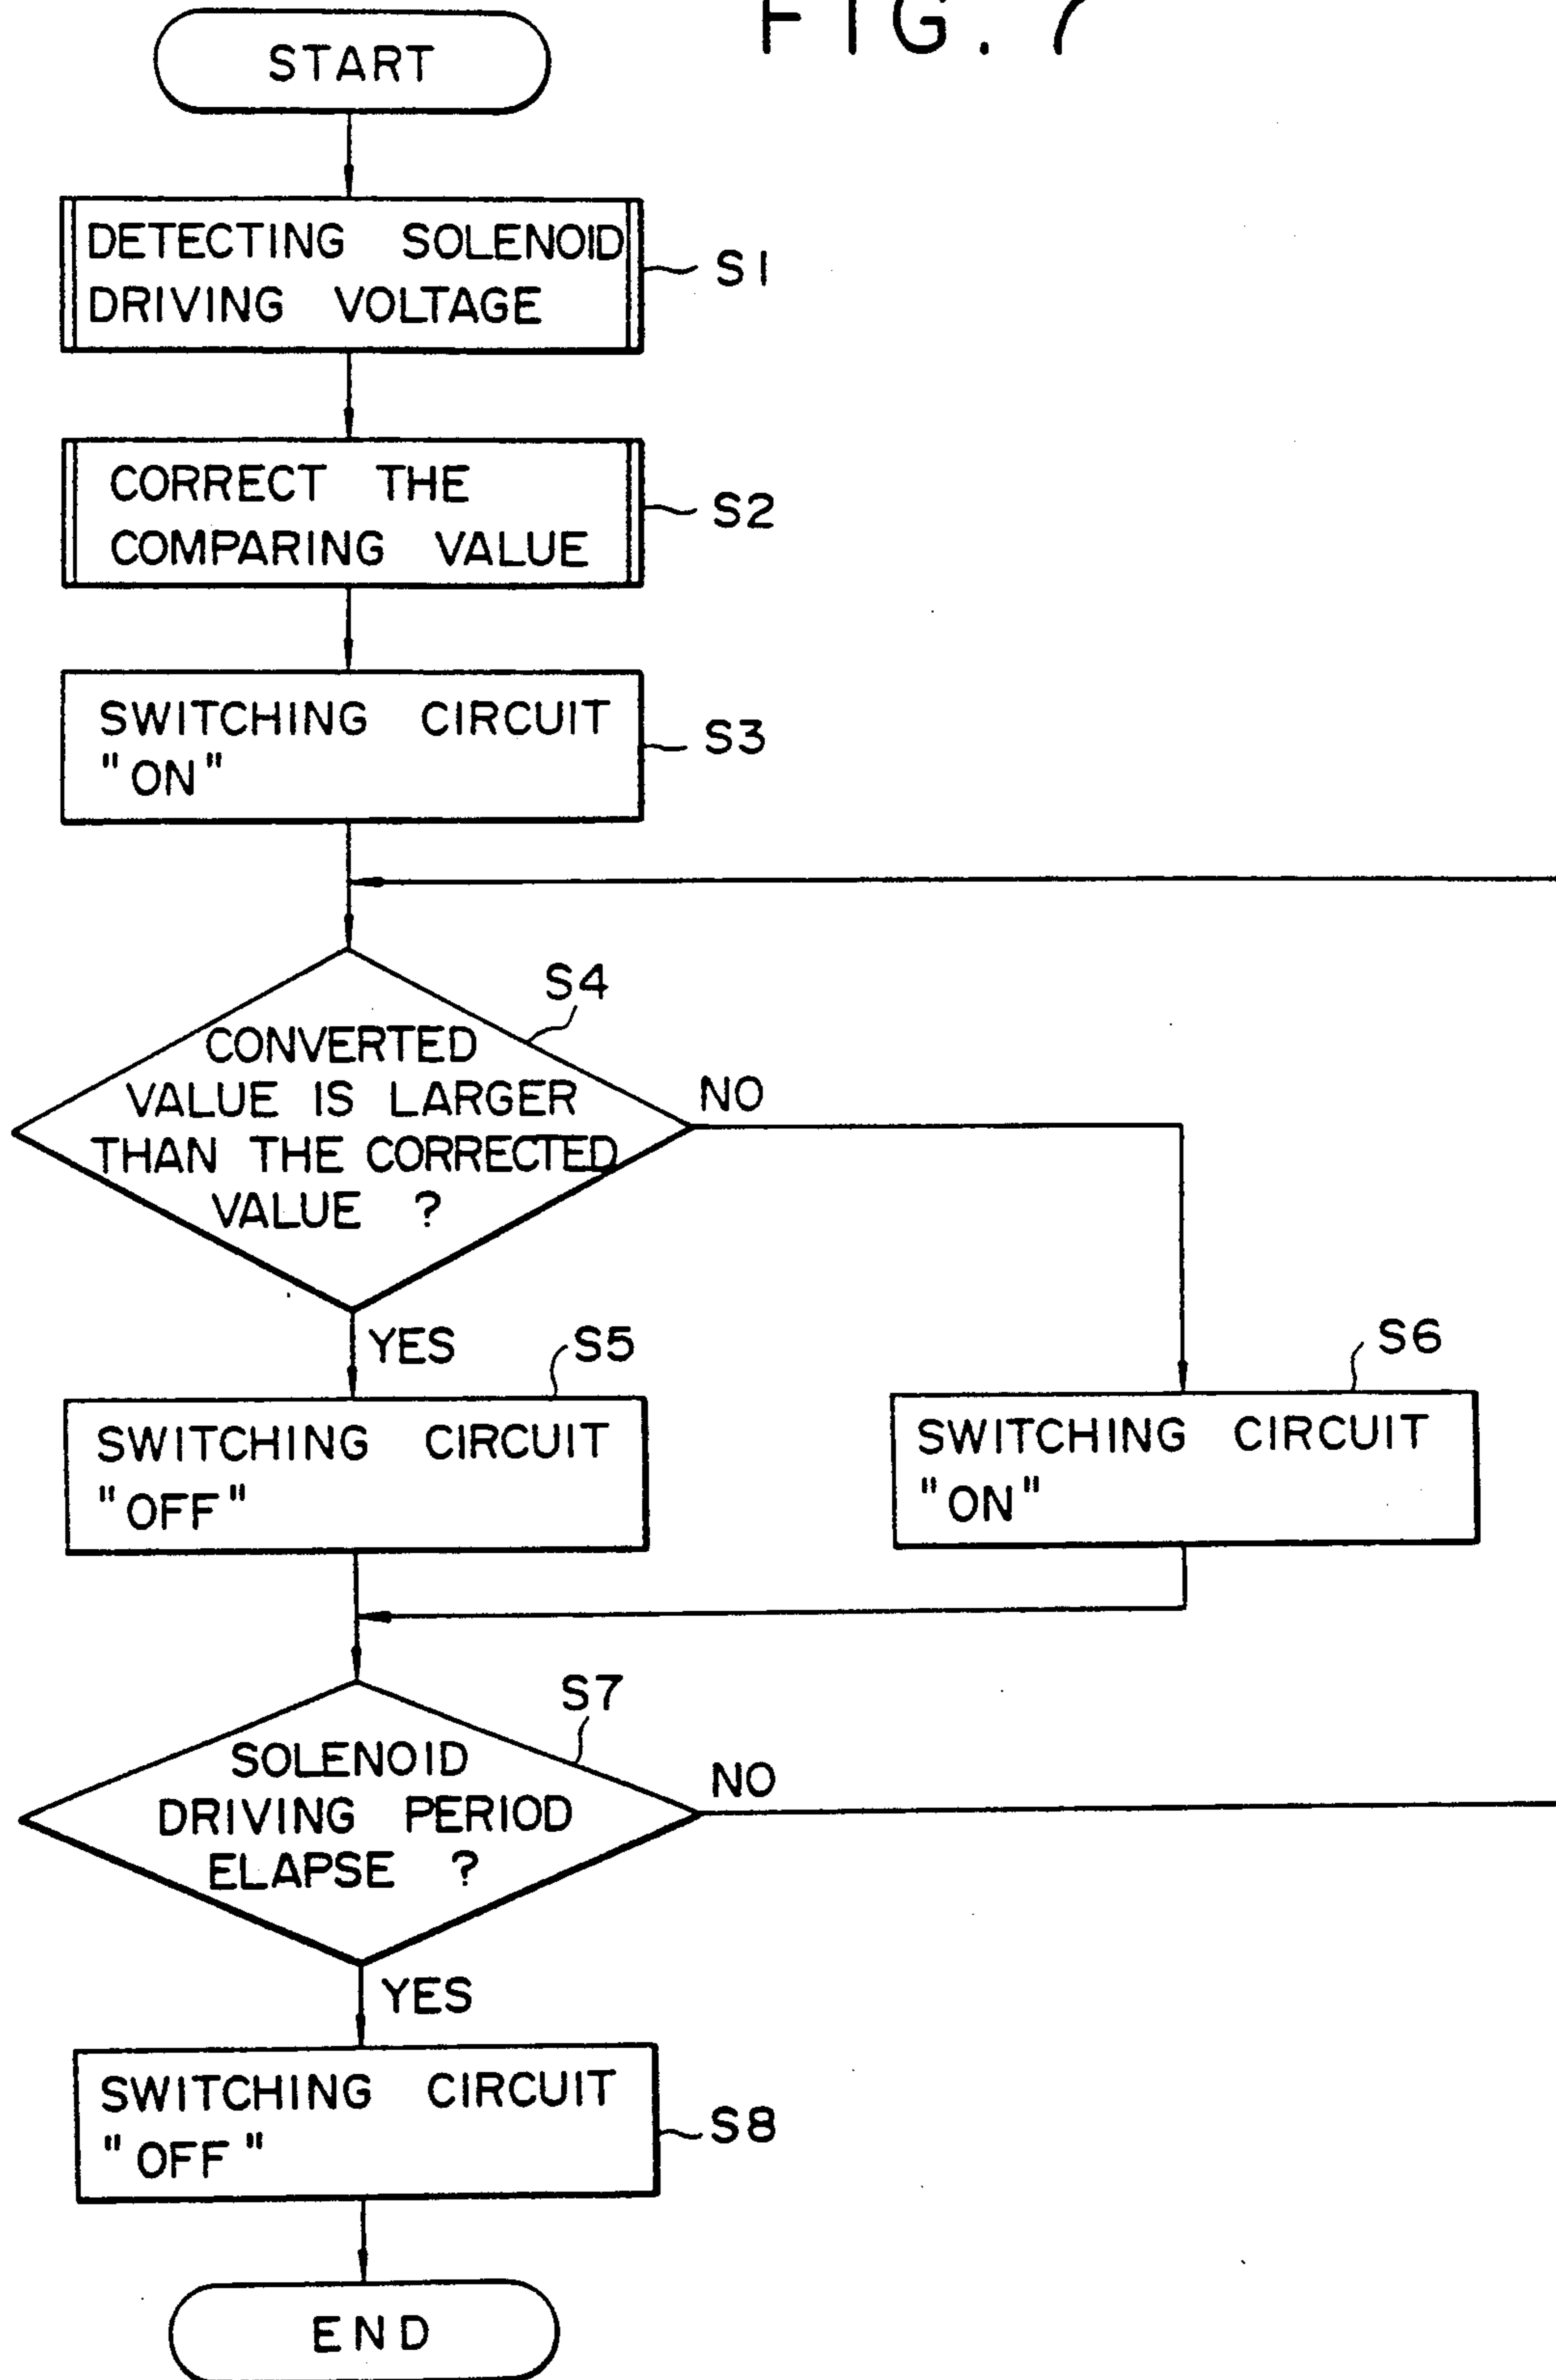 FIG. 7
START
DETECTING SOLENOID
DRIVING VOLTAGE
S1
CORRECT THE
COMPARING VALUE
S2
SWITCHING CIRCUIT
"ON"
S3
S4
CONVERTED
VALUE IS LARGER
THAN THE CORRECTED
VALUE ?
NO
YES
S5
SWITCHING CIRCUIT
"OFF"
S6
SWITCHING CIRCUIT
"ON"
S7
SOLENOID
DRIVING PERIOD
ELAPSE ?
NO
YES
SWITCHING CIRCUIT
"OFF"
S8
END